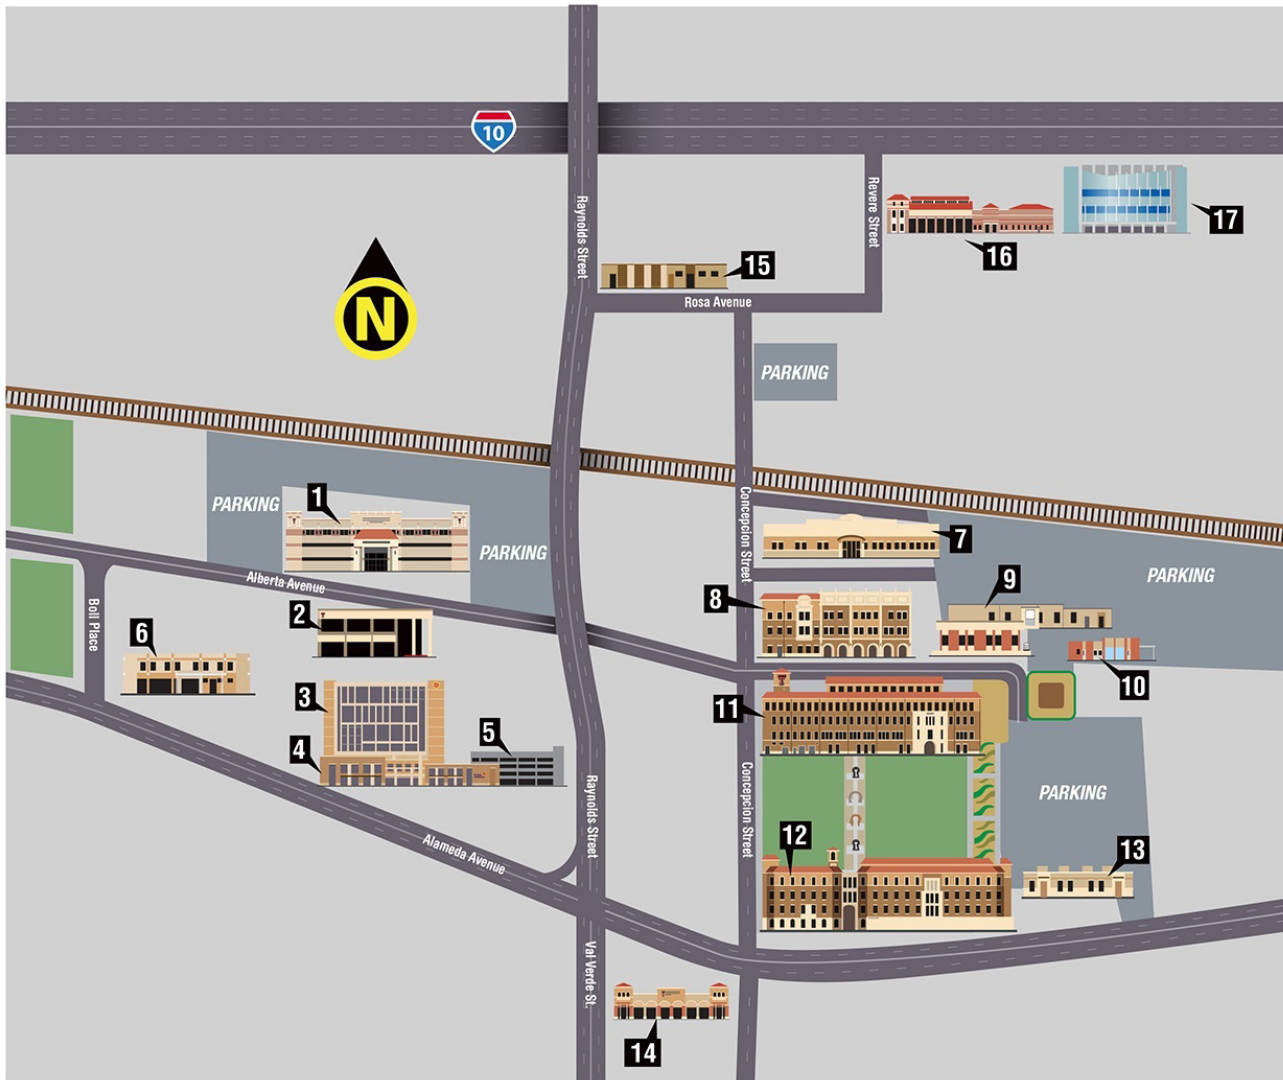 10
Raynolds Street
Revere Street
17
16
15
Rosa Avenue
N
PARKING
PARKING
1
PARKING
Concepcion Street
7
PARKING
Alberta Avenue
Boll Place
2
8
9
6
10
3
11
4
5
Raynolds Street
Concepcion Street
PARKING
Alameda Avenue
12
13
Val Verde St.
14